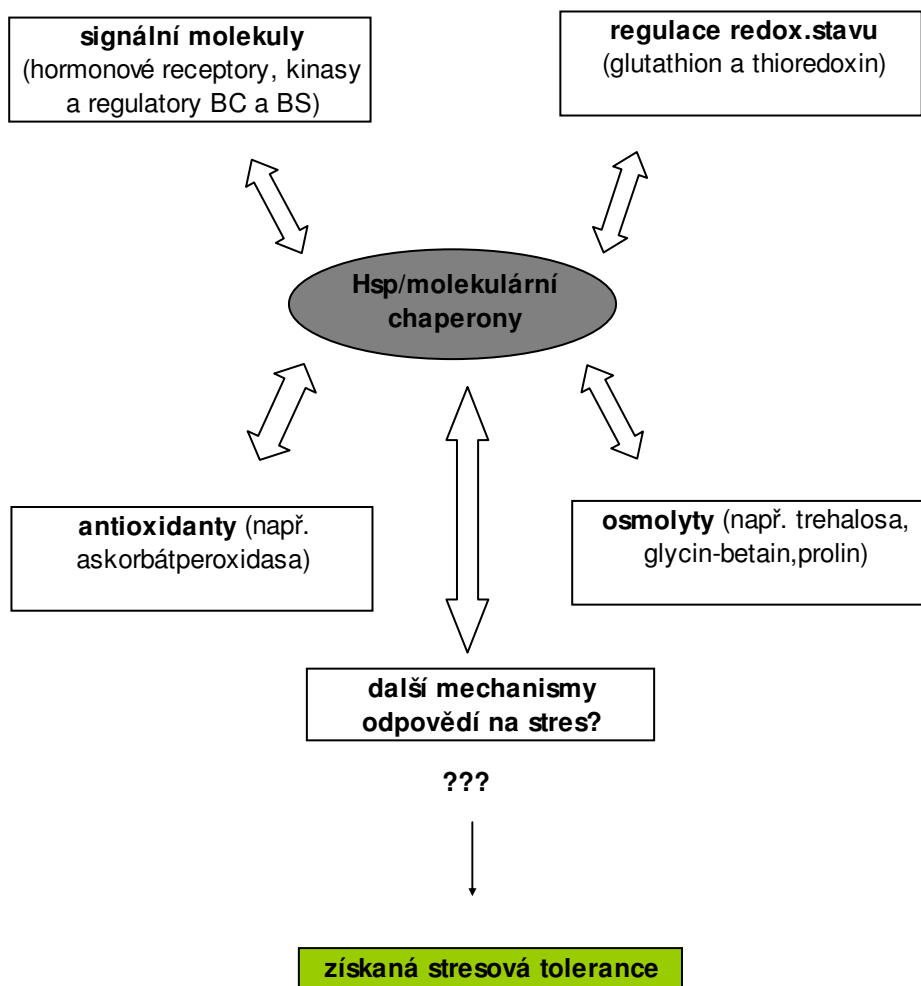 signální molekuly
(hormonové receptory, kinasy
a regulatory BC a BS)
regulace redox.stavu
(glutathion a thioredoxin)
Hsp/molekulární
chaperony
antioxidanty (např.
askorbátperoxidasa)
osmolyty (např. trehalosa,
glycin-betain,prolin)
další mechanismy
odpovědí na stres?
???
získaná stresová tolerance